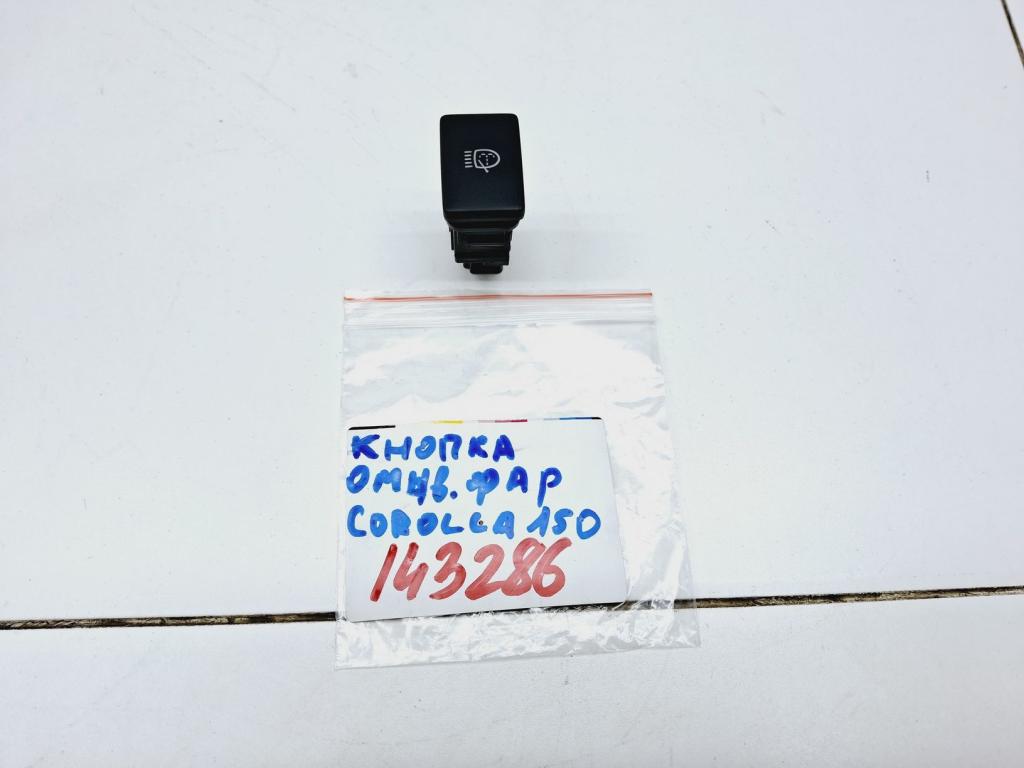 КНОПКА
ОМЫВ. ФАР
COROLLA 150
143286